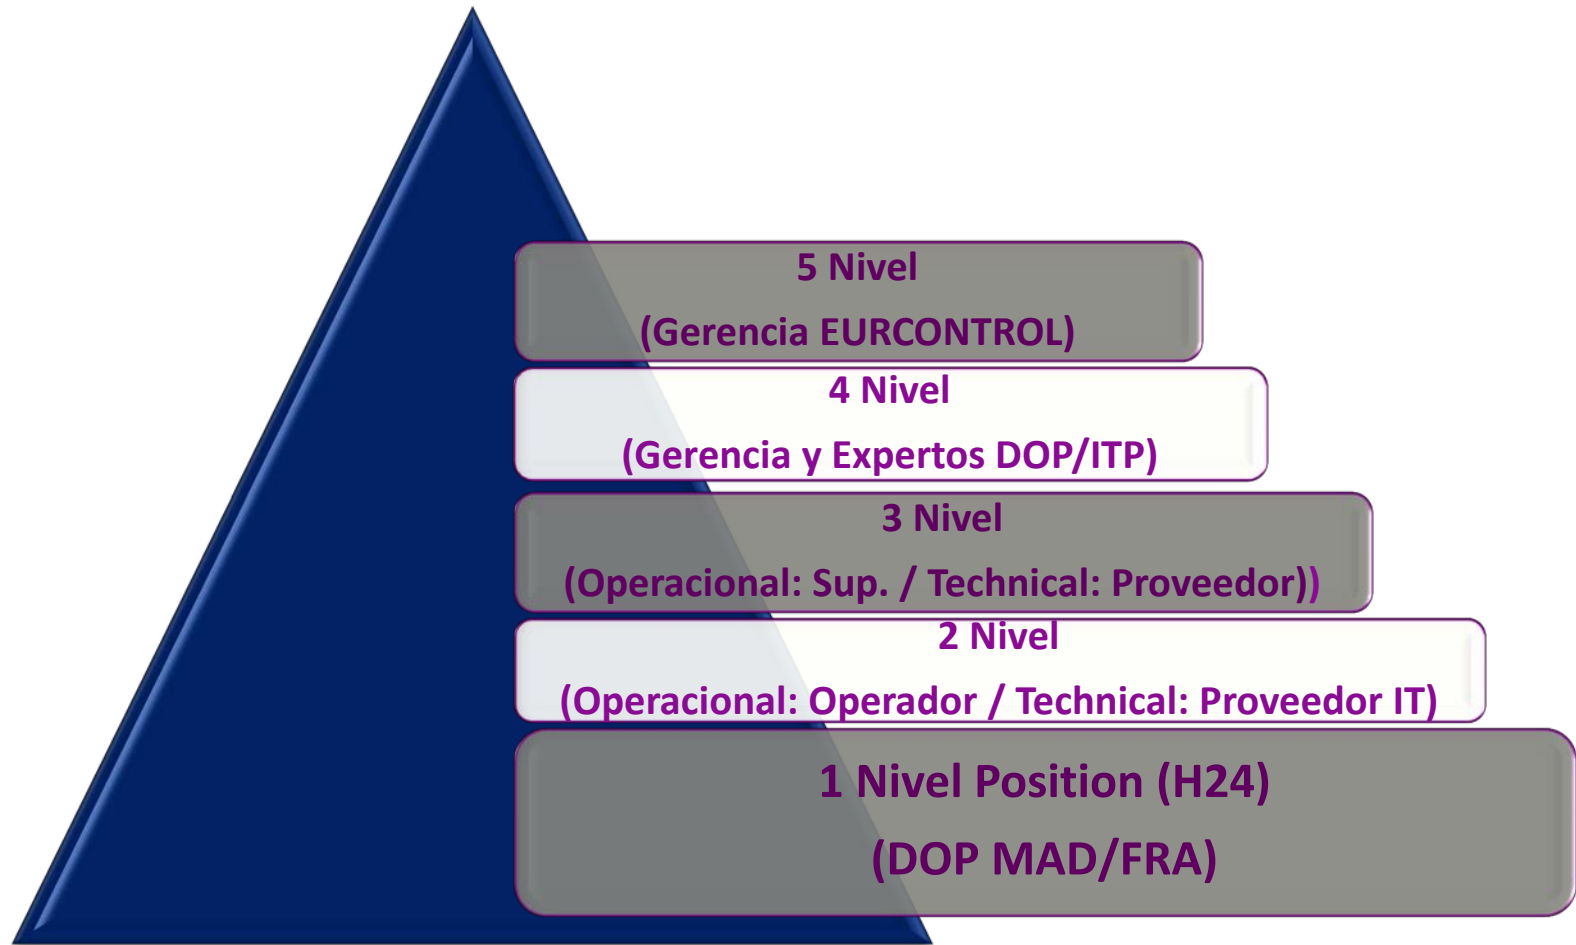 5 Nivel
(Gerencia EURCONTROL)
4 Nivel
(Gerencia y Expertos DOP/ITP)
3 Nivel
(Operacional: Sup. / Technical: Proveedor))
2 Nivel
(Operacional: Operador / Technical: Proveedor IT)
1 Nivel Position (H24)
(DOP MAD/FRA)